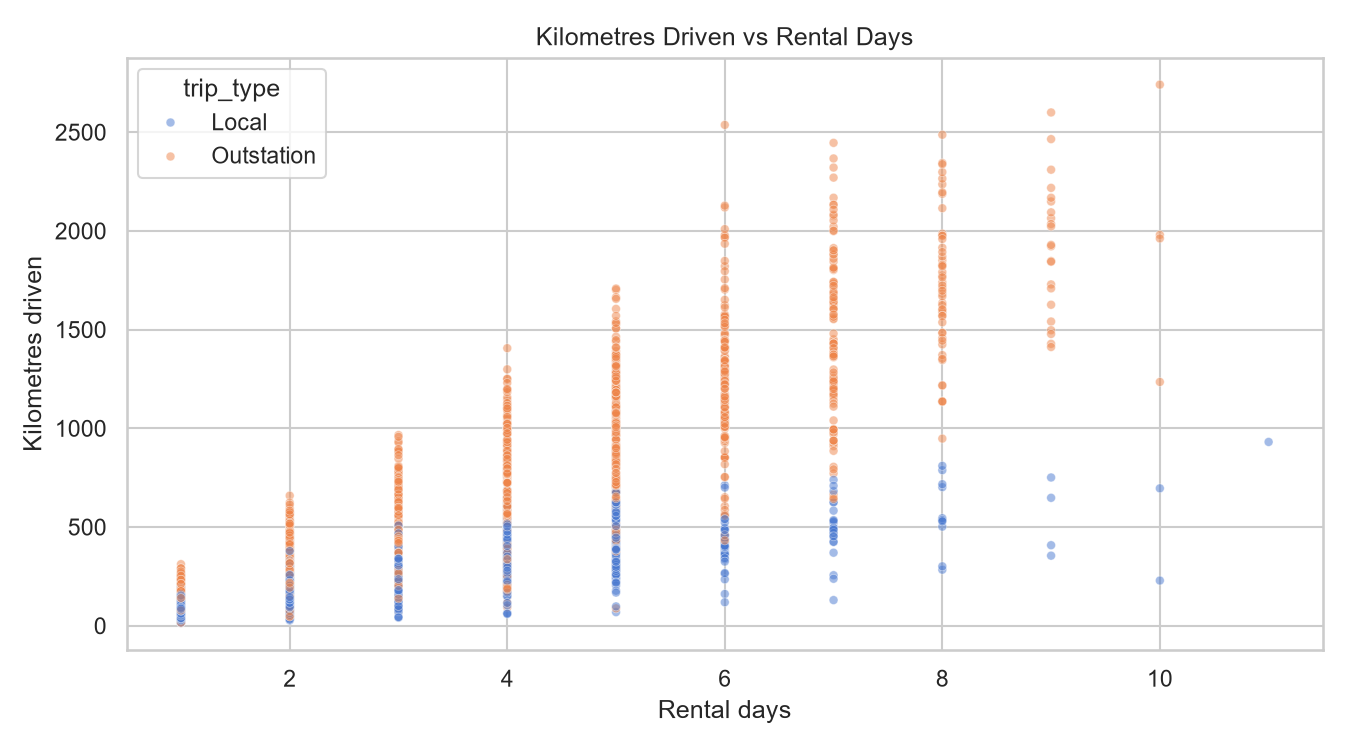 Kilometres Driven vs Rental Days
trip_type
Local
Outstation
Kilometres driven
2500
2000
1500
1000
500
0
2 4 6 8 10
Rental days